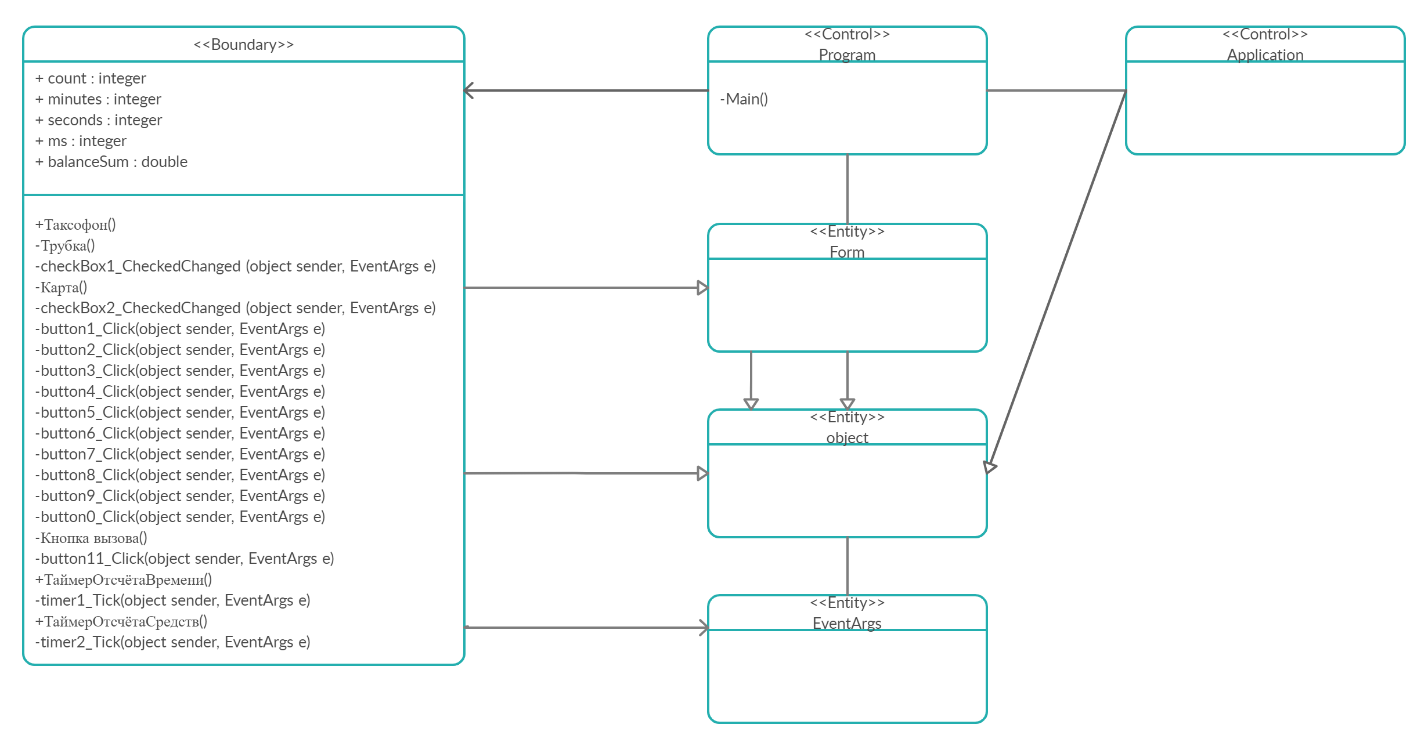 <<Boundary>>
+ count : integer
+ minutes : integer
+ seconds : integer
+ ms : integer
+ balanceSum : double
+Таксофон()
-Трубка()
-checkBox1_CheckedChanged (object sender, EventArgs e)
-Карта()
-checkBox2_CheckedChanged (object sender, EventArgs e)
-button1_Click(object sender, EventArgs e)
-button2_Click(object sender, EventArgs e)
-button3_Click(object sender, EventArgs e)
-button4_Click(object sender, EventArgs e)
-button5_Click(object sender, EventArgs e)
-button6_Click(object sender, EventArgs e)
-button7_Click(object sender, EventArgs e)
-button8_Click(object sender, EventArgs e)
-button9_Click(object sender, EventArgs e)
-button0_Click(object sender, EventArgs e)
-Кнопка вызова()
-button11_Click(object sender, EventArgs e)
+ТаймерОтсчётаВремени()
-timer1_Tick(object sender, EventArgs e)
+ТаймерОтсчётаСредств()
-timer2_Tick(object sender, EventArgs e)
<<Control>>
Program
-Main()
<<Control>>
Application
<<Entity>>
Form
<<Entity>>
object
<<Entity>>
EventArgs